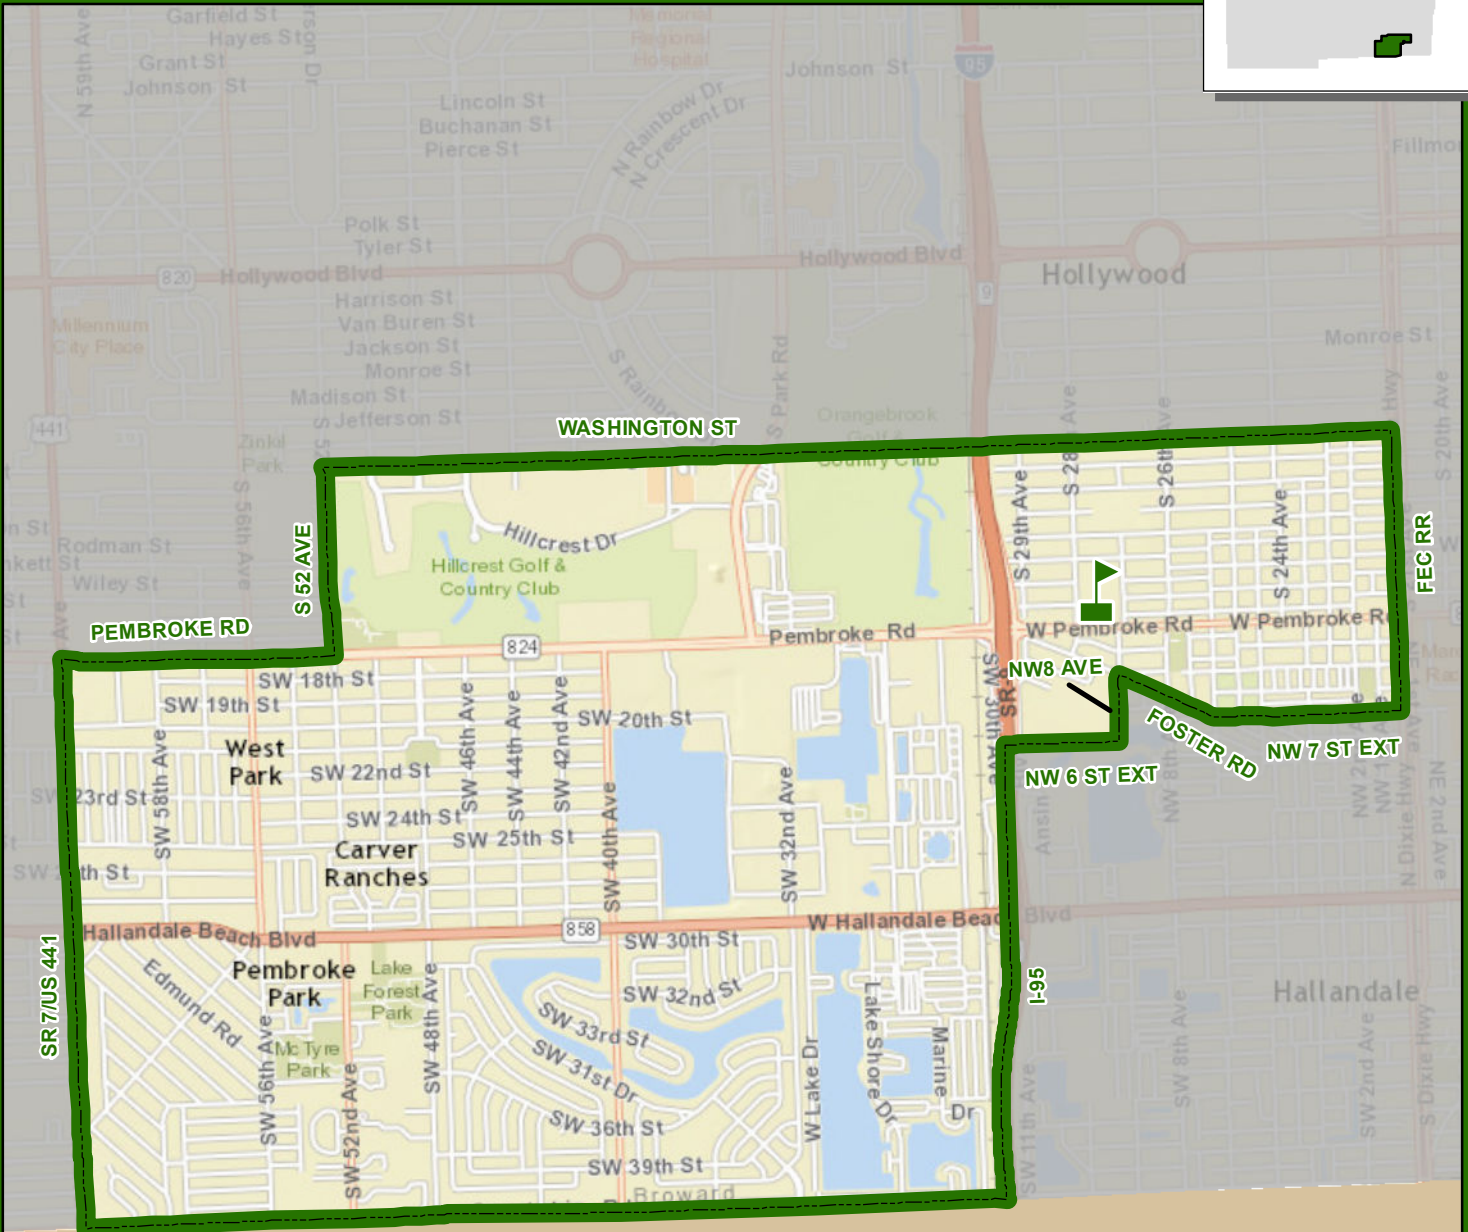 Garfield St
Hayes St
Grant St
Johnson St
N 59th Ave
Memorial
Regional
Hospital
Johnson St
95
Lincoln St
Buchanan St
Pierce St
N Rainbow Dr
N Crescent Dr
Polk St
Tyler St
820
Hollywood Blvd
Hollywood Blvd
Hollywood
9
Harrison St
Van Buren St
Jackson St
Monroe St
Madison St
Jefferson St
Millennium
City Place
Monroe St
S Park Rd
441
Zinkil
Park
S 56th Ave
Orangebrook
Golf &
Country Club
WASHINGTON ST
S 20th Ave
S 29th Ave
S 24th Ave
S 52 AVE
FEC RR
Rodman St
Wiley St
Hillcrest Dr
Hillcrest Golf &
Country Club
PEMBROKE RD
824
Pembroke Rd
W Pembroke Rd
W Pembroke R
NW8 AVE
FOSTER RD
NW 7 ST EXT
NW 6 ST EXT
SW 18th St
SW 19th St
SW 20th St
West
Park
SW 22nd St
SW 23rd St
SW 58th Ave
SW 46th Ave
SW 44th Ave
SW 42nd Ave
SW 40th Ave
SW 32nd Ave
SW 30th Ave
SW 24th St
SW 25th St
Carver
Ranches
Ansin
NW 8th
N Dixie Hwy
NE 2nd Ave
Hallandale Beach Blvd
858
W Hallandale Beac
Blvd
SW 30th St
Pembroke
Park
Lake
Forest
Park
Edmund Rd
SW 32nd St
SW 33rd St
SW 31st Dr
Mc Tyre
Park
SW 48th Ave
SW 56th Ave
SW 52nd Ave
SW 36th St
SW 39th St
W Lake Dr
Lake Shore Dr
Marine
Dr
SR 7/US 441
I-95
Hallandale
SW 11th Ave
SW 8th Ave
SW 2nd Ave
S Dixie Hwy
Broward